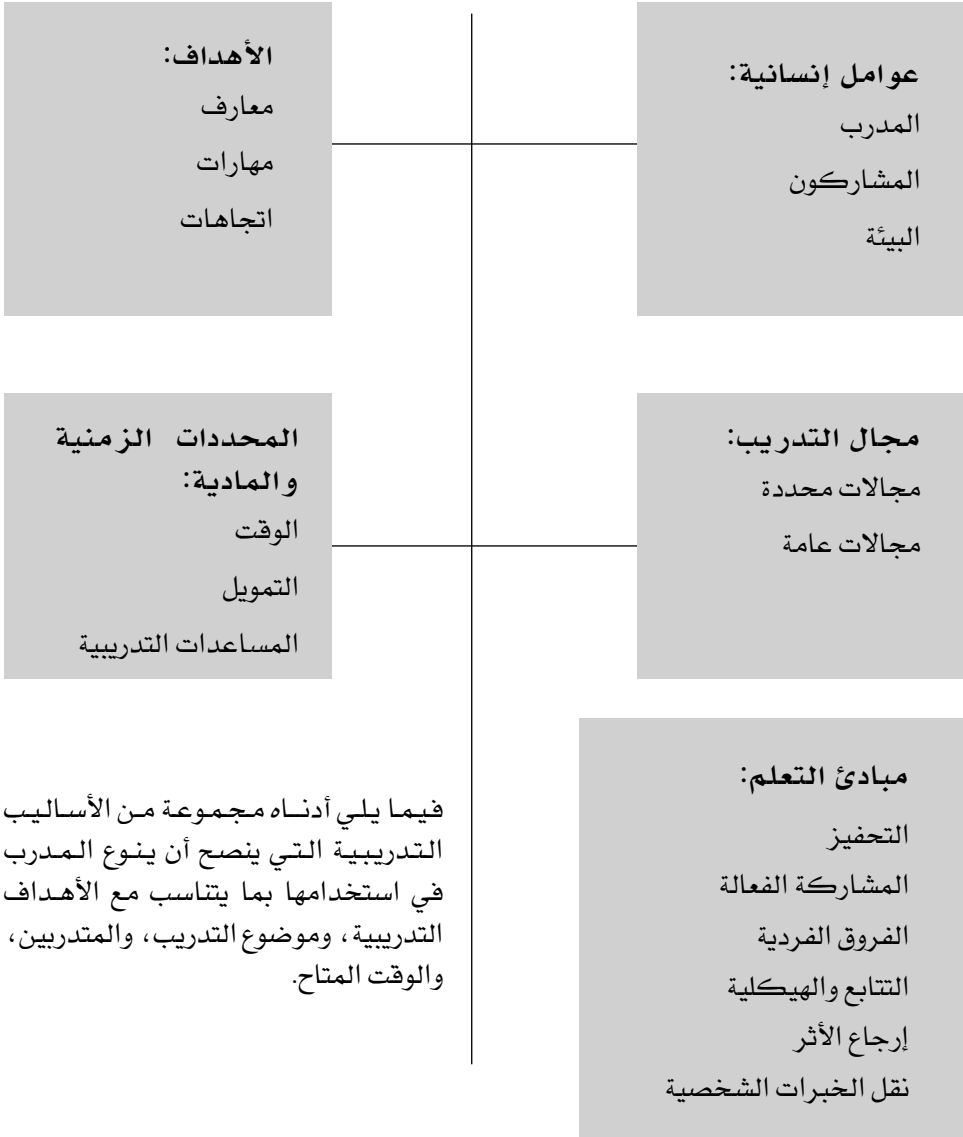 عوامل إنسانية:
المدرب
المشاركون
البيئة
الأهداف:
معارف
مهارات
اتجاهات
مجال التدريب:
مجالات محددة
مجالات عامة
المحددات الزمنية
والمادية:
الوقت
التمويل
المساعدات التدريبية
مبادئ التعلم:
التحفيز
المشاركة الفعالة
الفروق الفردية
التتابع والهيكلية
إرجاع الأثر
نقل الخبرات الشخصية
فيما يلي أدناه مجموعة من الأساليب
التدريبية التي ينصح أن ينوع المدرب
في استخدامها بما يتناسب مع الأهداف
التدريبية، وموضوع التدريب، والمتدربين،
والوقت المتاح.